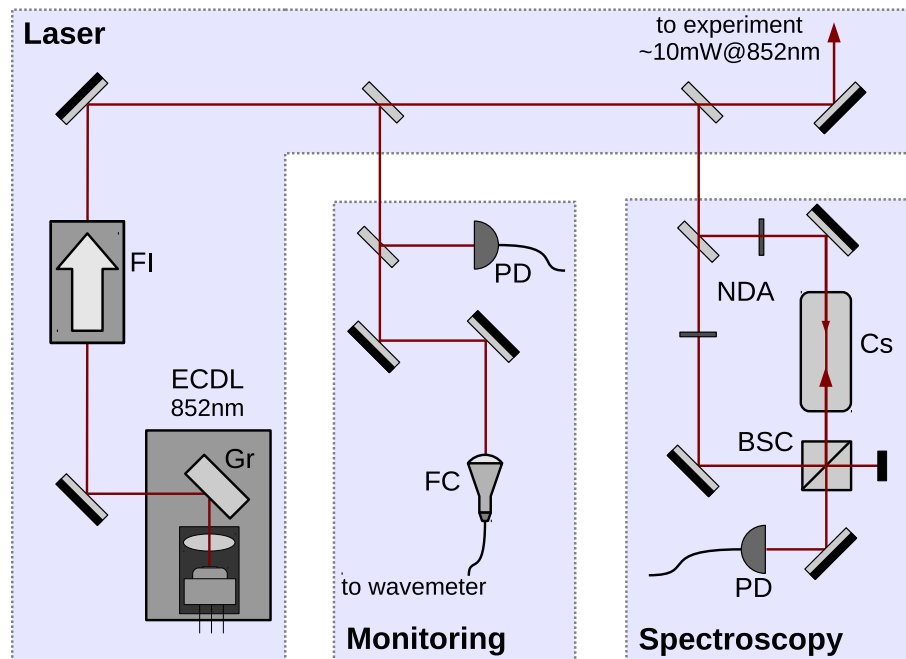 Laser
to experiment
~10mW@852nm
FI
PD
NDA
Cs
ECDL
852nm
Gr
FC
BSC
to wavemeter
PD
Monitoring
Spectroscopy